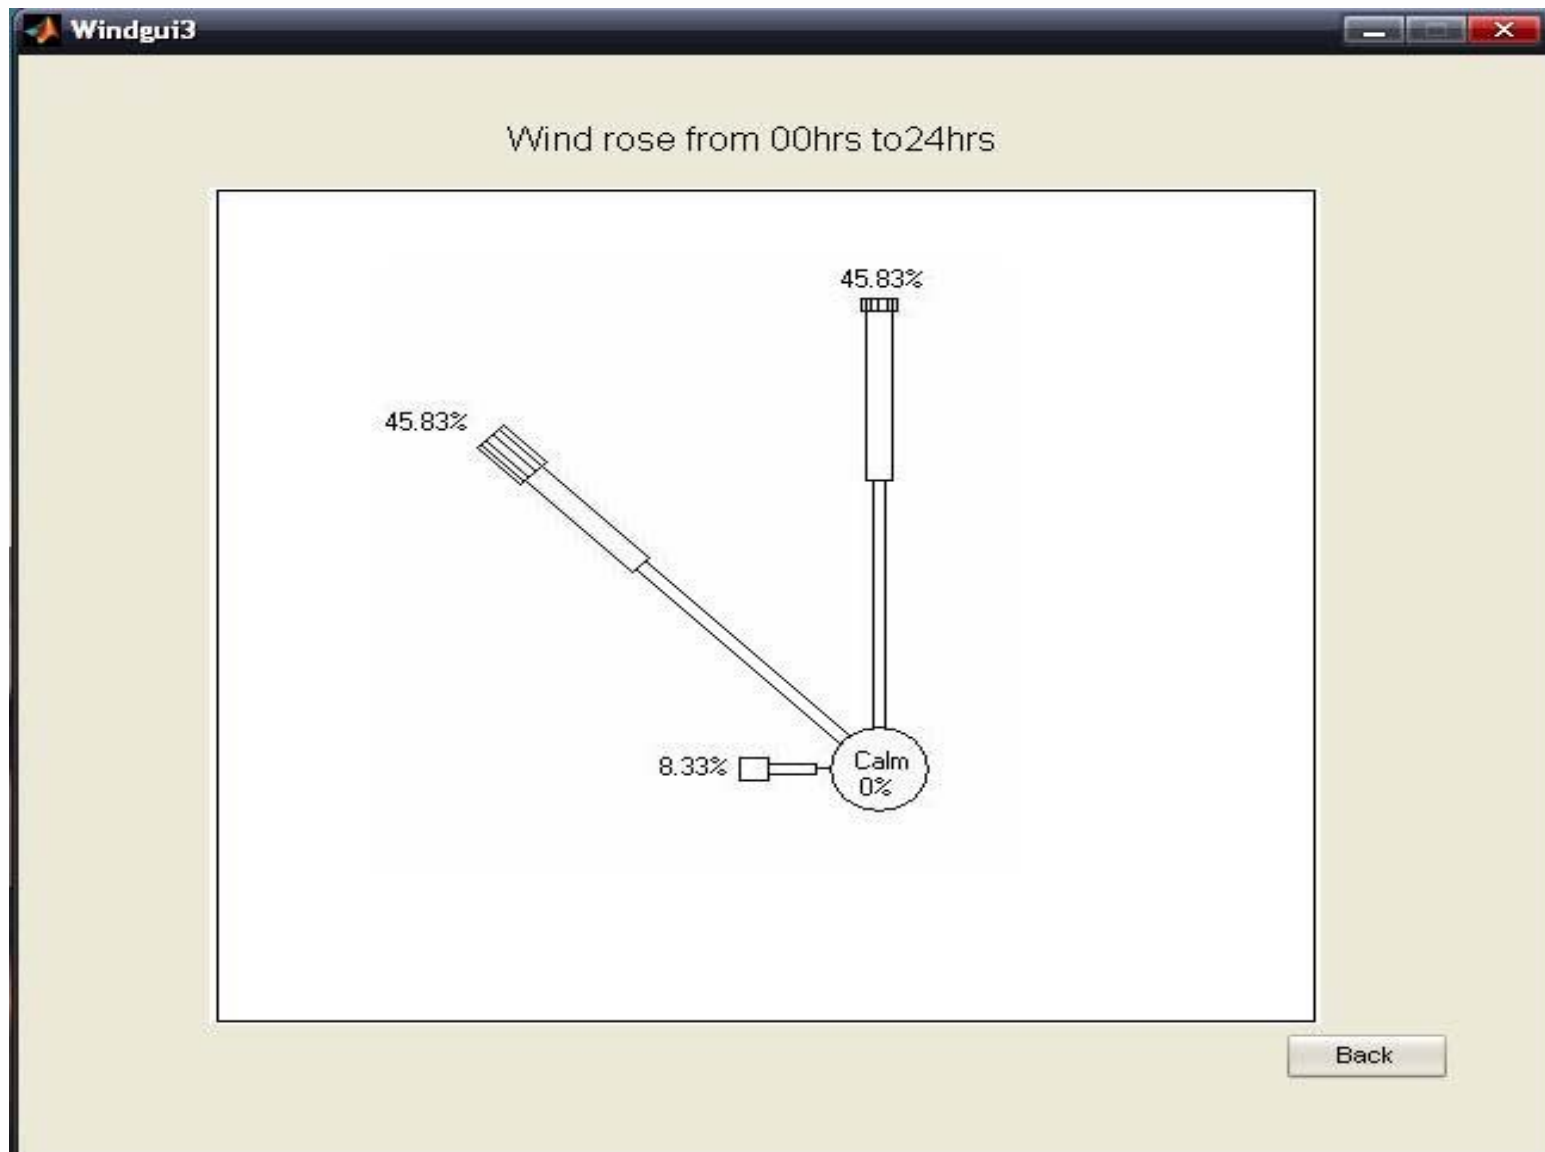 Windgui3
Wind rose from 00hrs to24hrs
45.83%
45.83%
8.33%
Calm
0%
Back